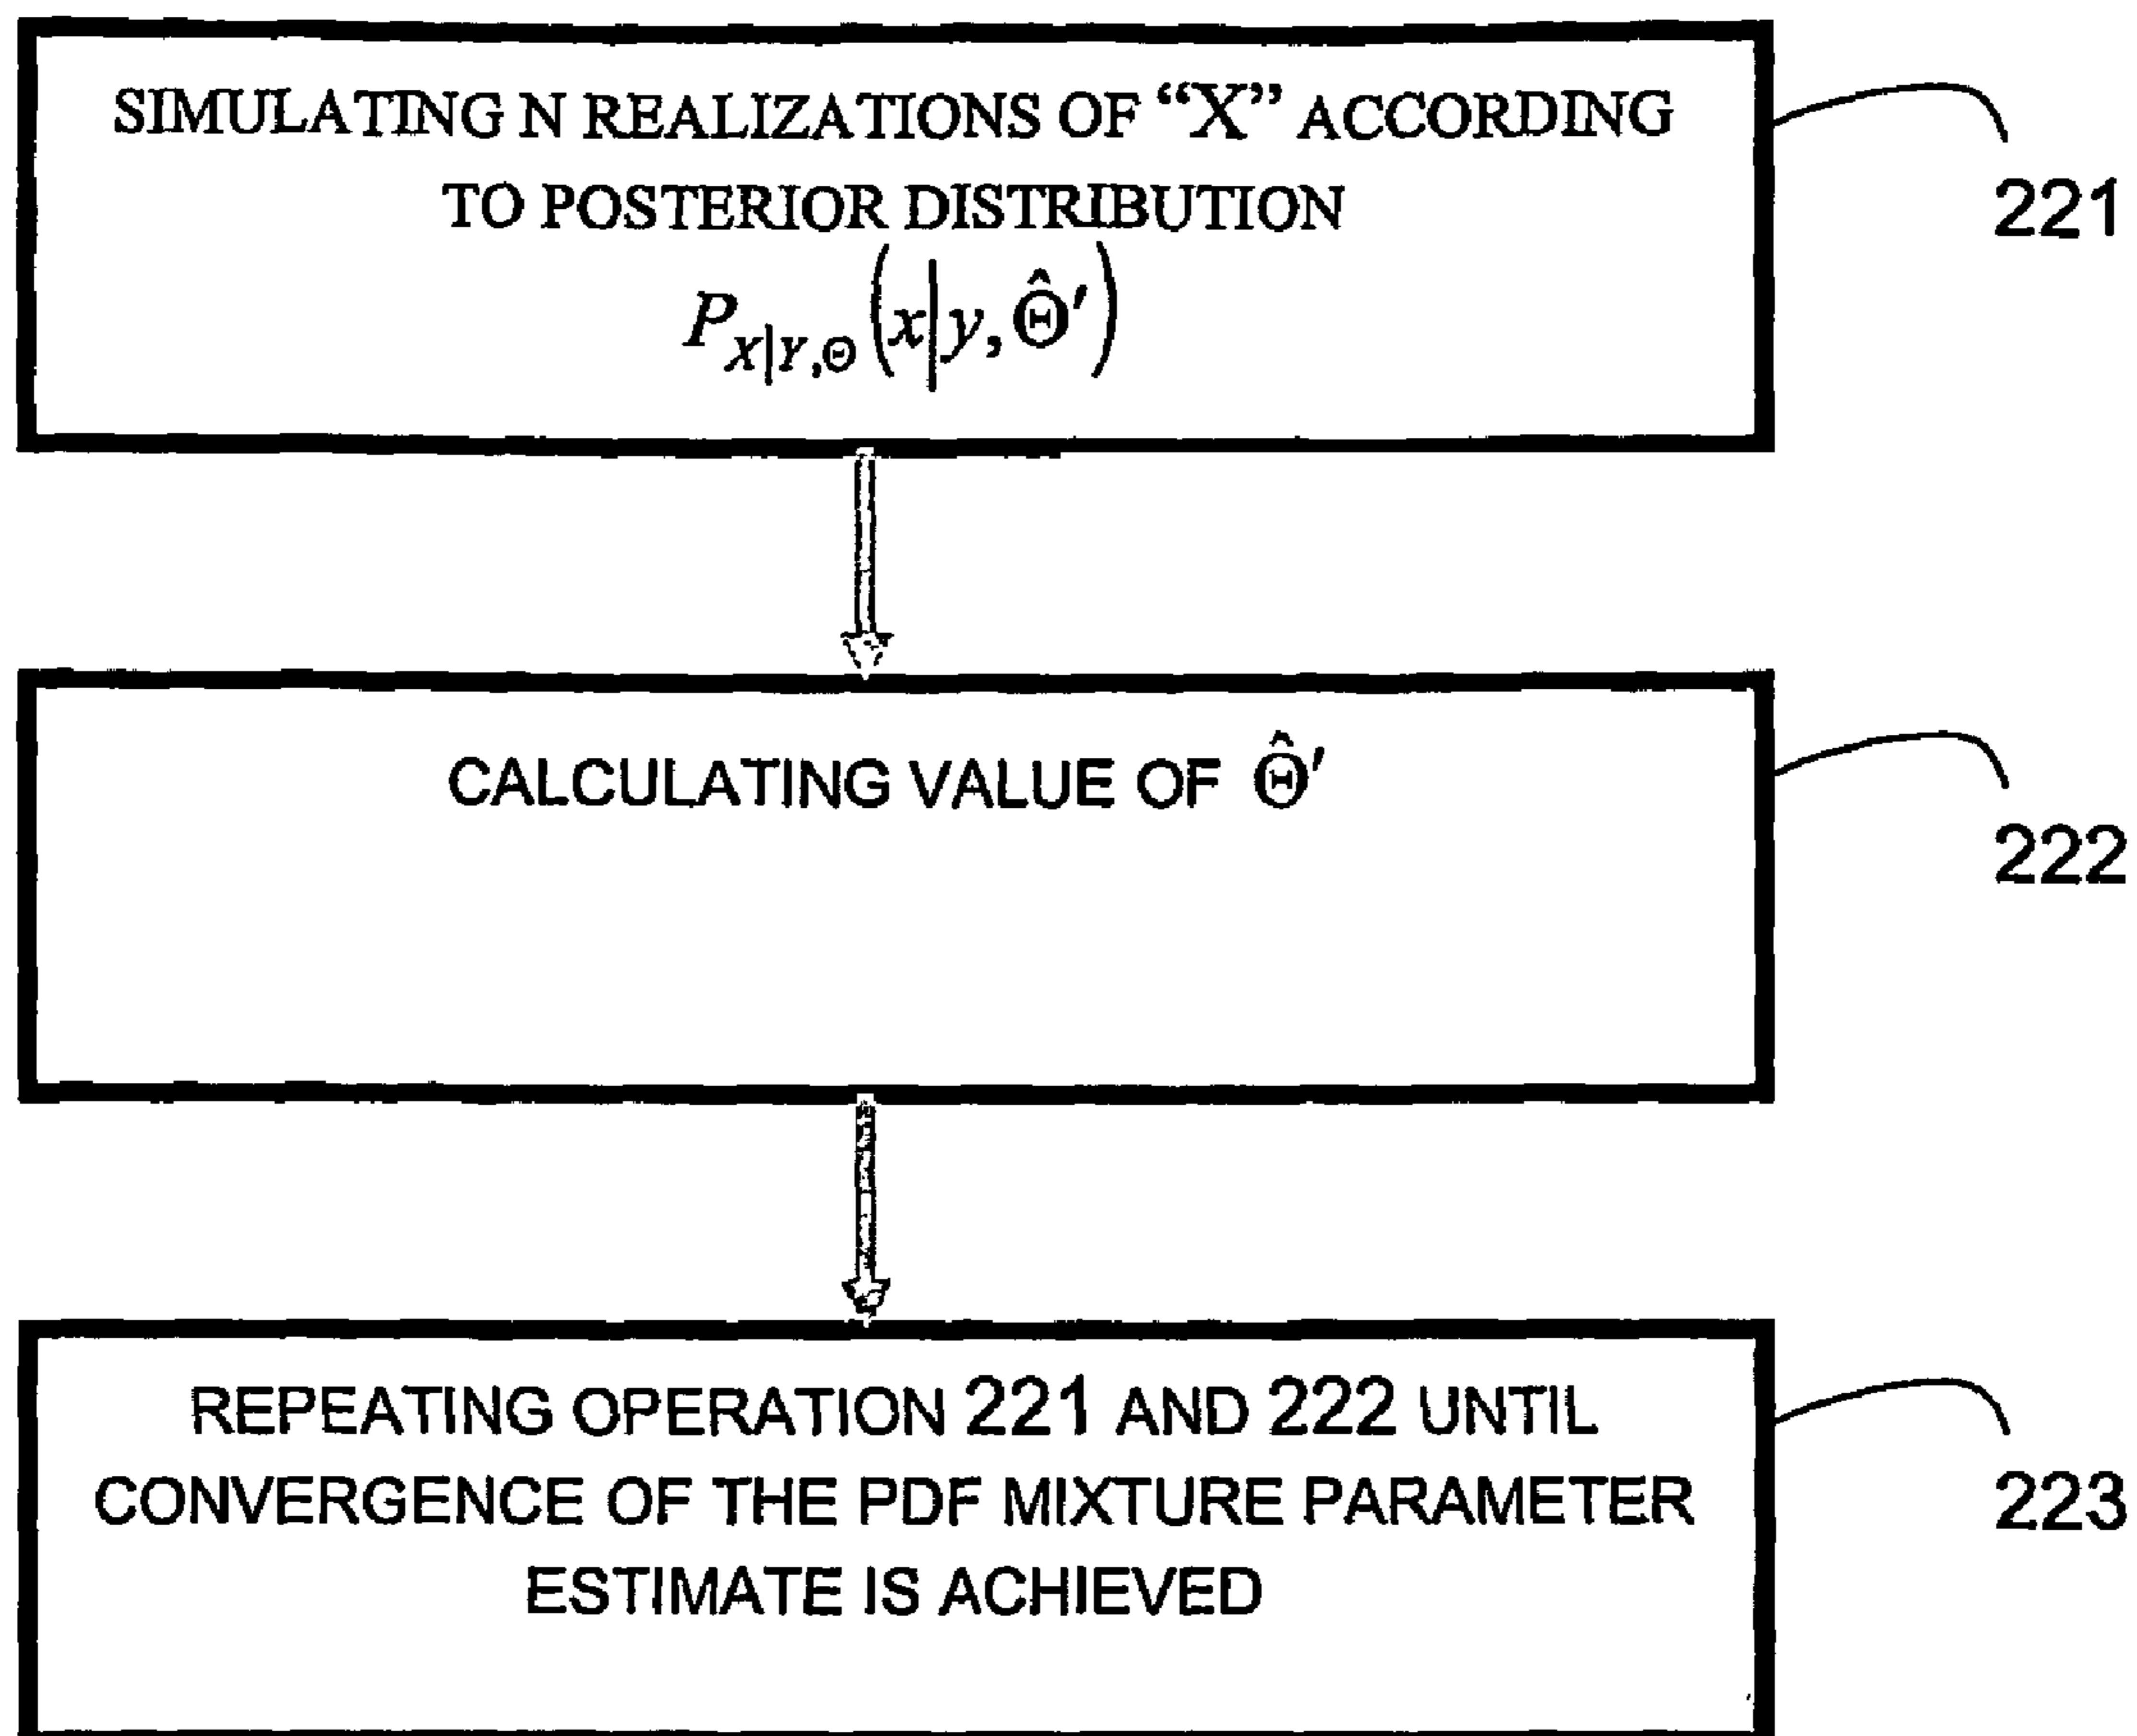 SIMULATING N REALIZATIONS OF “X” ACCORDING
TO POSTERIOR DISTRIBUTION
P_{X|Y,Θ}(x|y, Θ̂′)
221
CALCULATING VALUE OF Θ̂′
222
REPEATING OPERATION 221 AND 222 UNTIL
CONVERGENCE OF THE PDF MIXTURE PARAMETER
ESTIMATE IS ACHIEVED
223